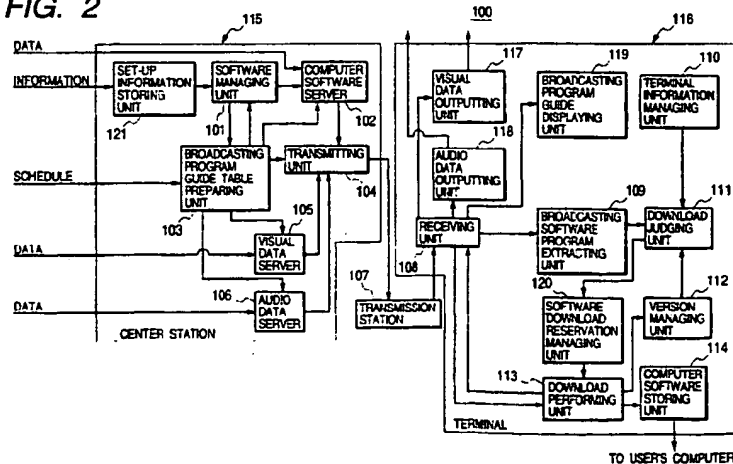 FIG. 2
100
115
116
DATA
INFORMATION
SET-UP
INFORMATION
STORING
UNIT
121
SOFTWARE
MANAGING
UNIT
101
COMPUTER
SOFTWARE
SERVER
102
SCHEDULE
BROADCASTING
PROGRAM
GUIDE TABLE
PREPARING
UNIT
103
TRANSMITTING
UNIT
104
105
DATA
VISUAL
DATA
SERVER
106
DATA
AUDIO
DATA
SERVER
CENTER STATION
107
TRANSMISSION
STATION
117
VISUAL
DATA
OUTPUTTING
UNIT
118
AUDIO
DATA
OUTPUTTING
UNIT
119
BROADCASTING
PROGRAM
GUIDE
DISPLAYING
UNIT
110
TERMINAL
INFORMATION
MANAGING
UNIT
RECEIVING
UNIT
108
109
BROADCASTING
SOFTWARE
PROGRAM
EXTRACTING
UNIT
111
DOWNLOAD
JUDGING
UNIT
120
SOFTWARE
DOWNLOAD
RESERVATION
MANAGING
UNIT
112
VERSION
MANAGING
UNIT
113
DOWNLOAD
PERFORMING
UNIT
114
COMPUTER
SOFTWARE
STORING
UNIT
TERMINAL
TO USER'S COMPUTER